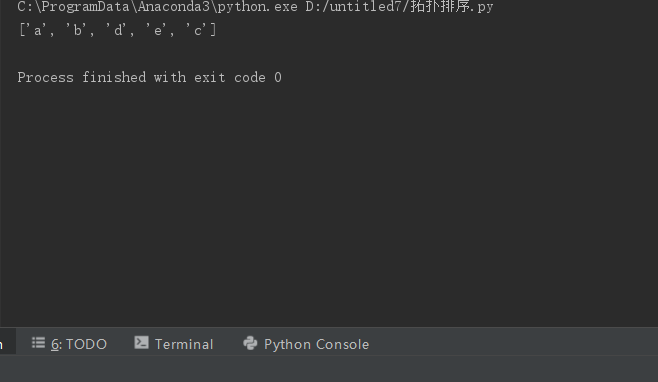 C:\ProgramData\Anaconda3\python.exe D:/untitled7/拓扑排序.py
['a', 'b', 'd', 'e', 'c']
Process finished with exit code 0
6: TODO Terminal Python Console